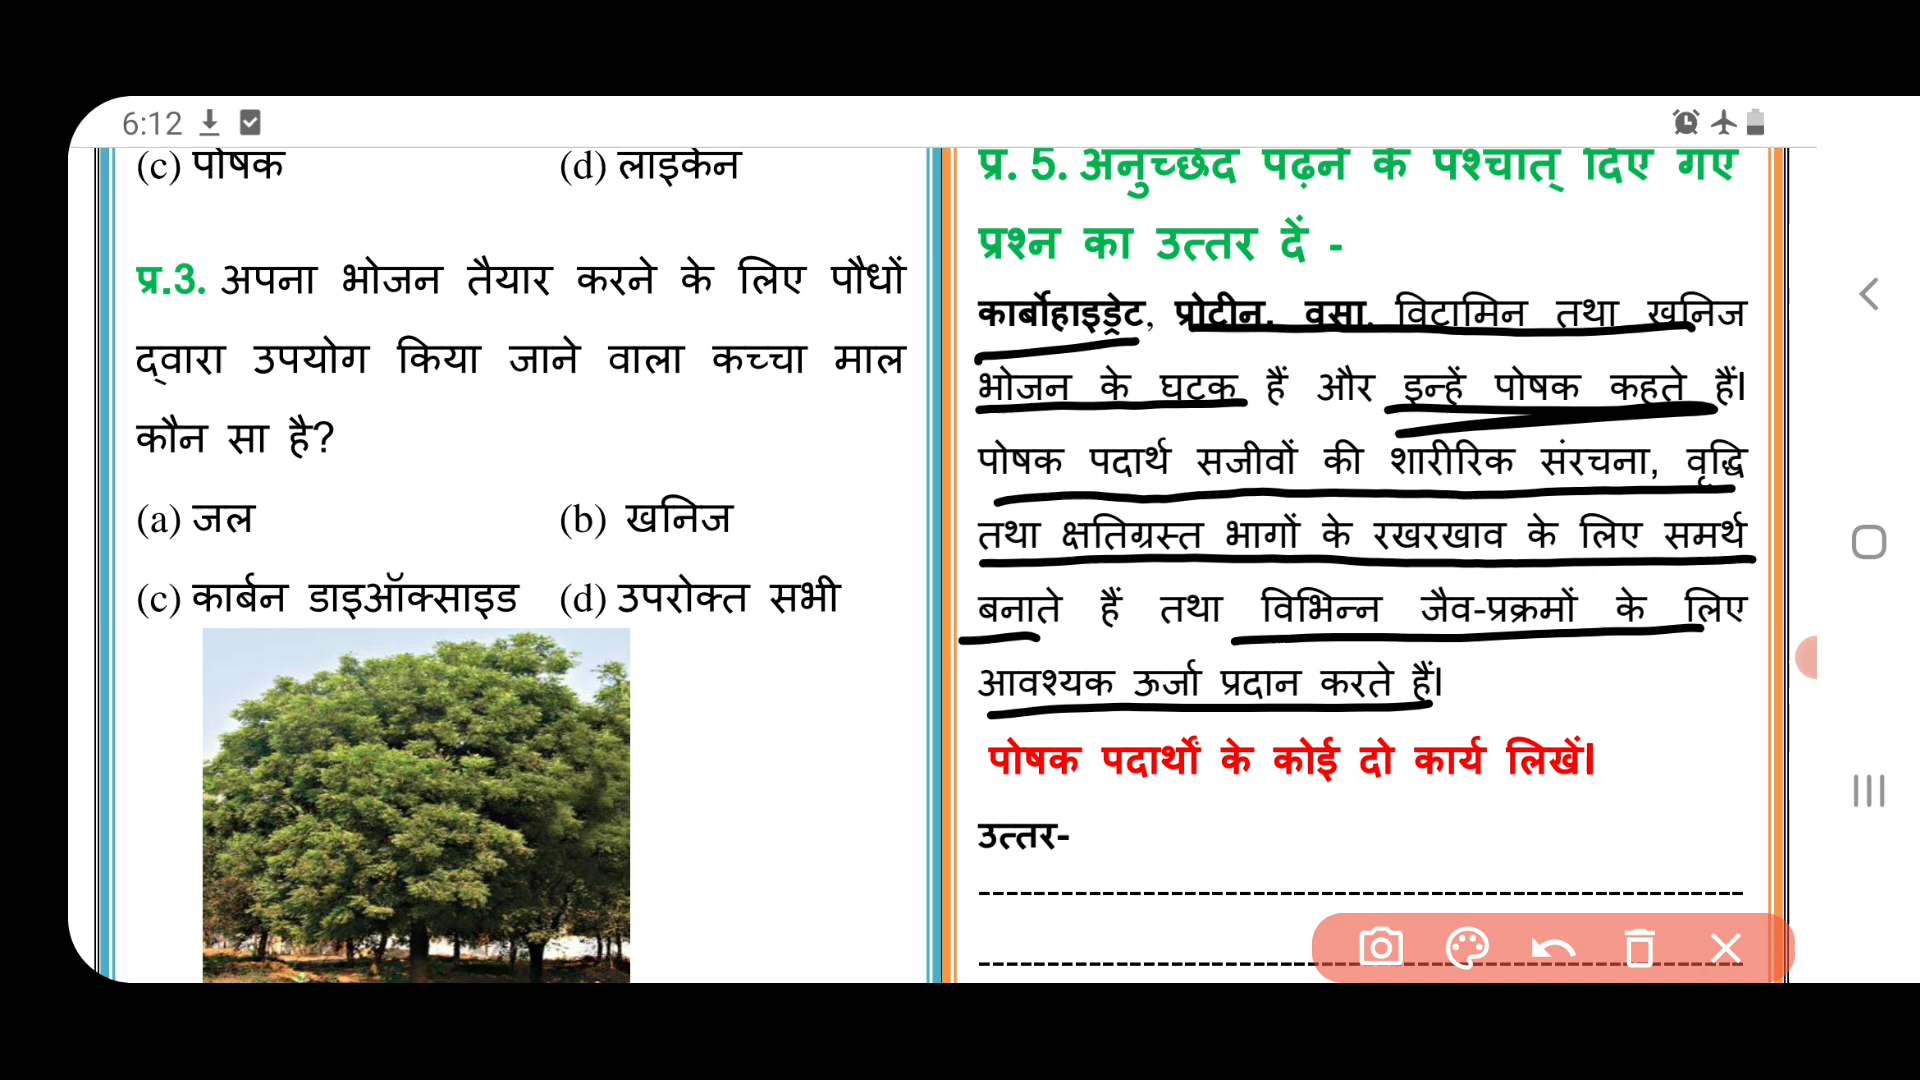 6:12
(c) पोषक (d) लाइकेन
प्र.3. अपना भोजन तैयार करने के लिए पौधों
द्वारा उपयोग किया जाने वाला कच्चा माल
कौन सा है?
(a) जल (b) खनिज
(c) कार्बन डाइऑक्साइड (d) उपरोक्त सभी
प्र. 5. अनुच्छेद पढ़ने के पश्चात् दिए गए
प्रश्न का उत्तर दें -
कार्बोहाइड्रेट, प्रोटीन, वसा, विटामिन तथा खनिज
भोजन के घटक हैं और इन्हें पोषक कहते हैं।
पोषक पदार्थ सजीवों की शारीरिक संरचना, वृद्धि
तथा क्षतिग्रस्त भागों के रखरखाव के लिए समर्थ
बनाते हैं तथा विभिन्न जैव-प्रक्रमों के लिए
आवश्यक ऊर्जा प्रदान करते हैं।
पोषक पदार्थों के कोई दो कार्य लिखें।
उत्तर-